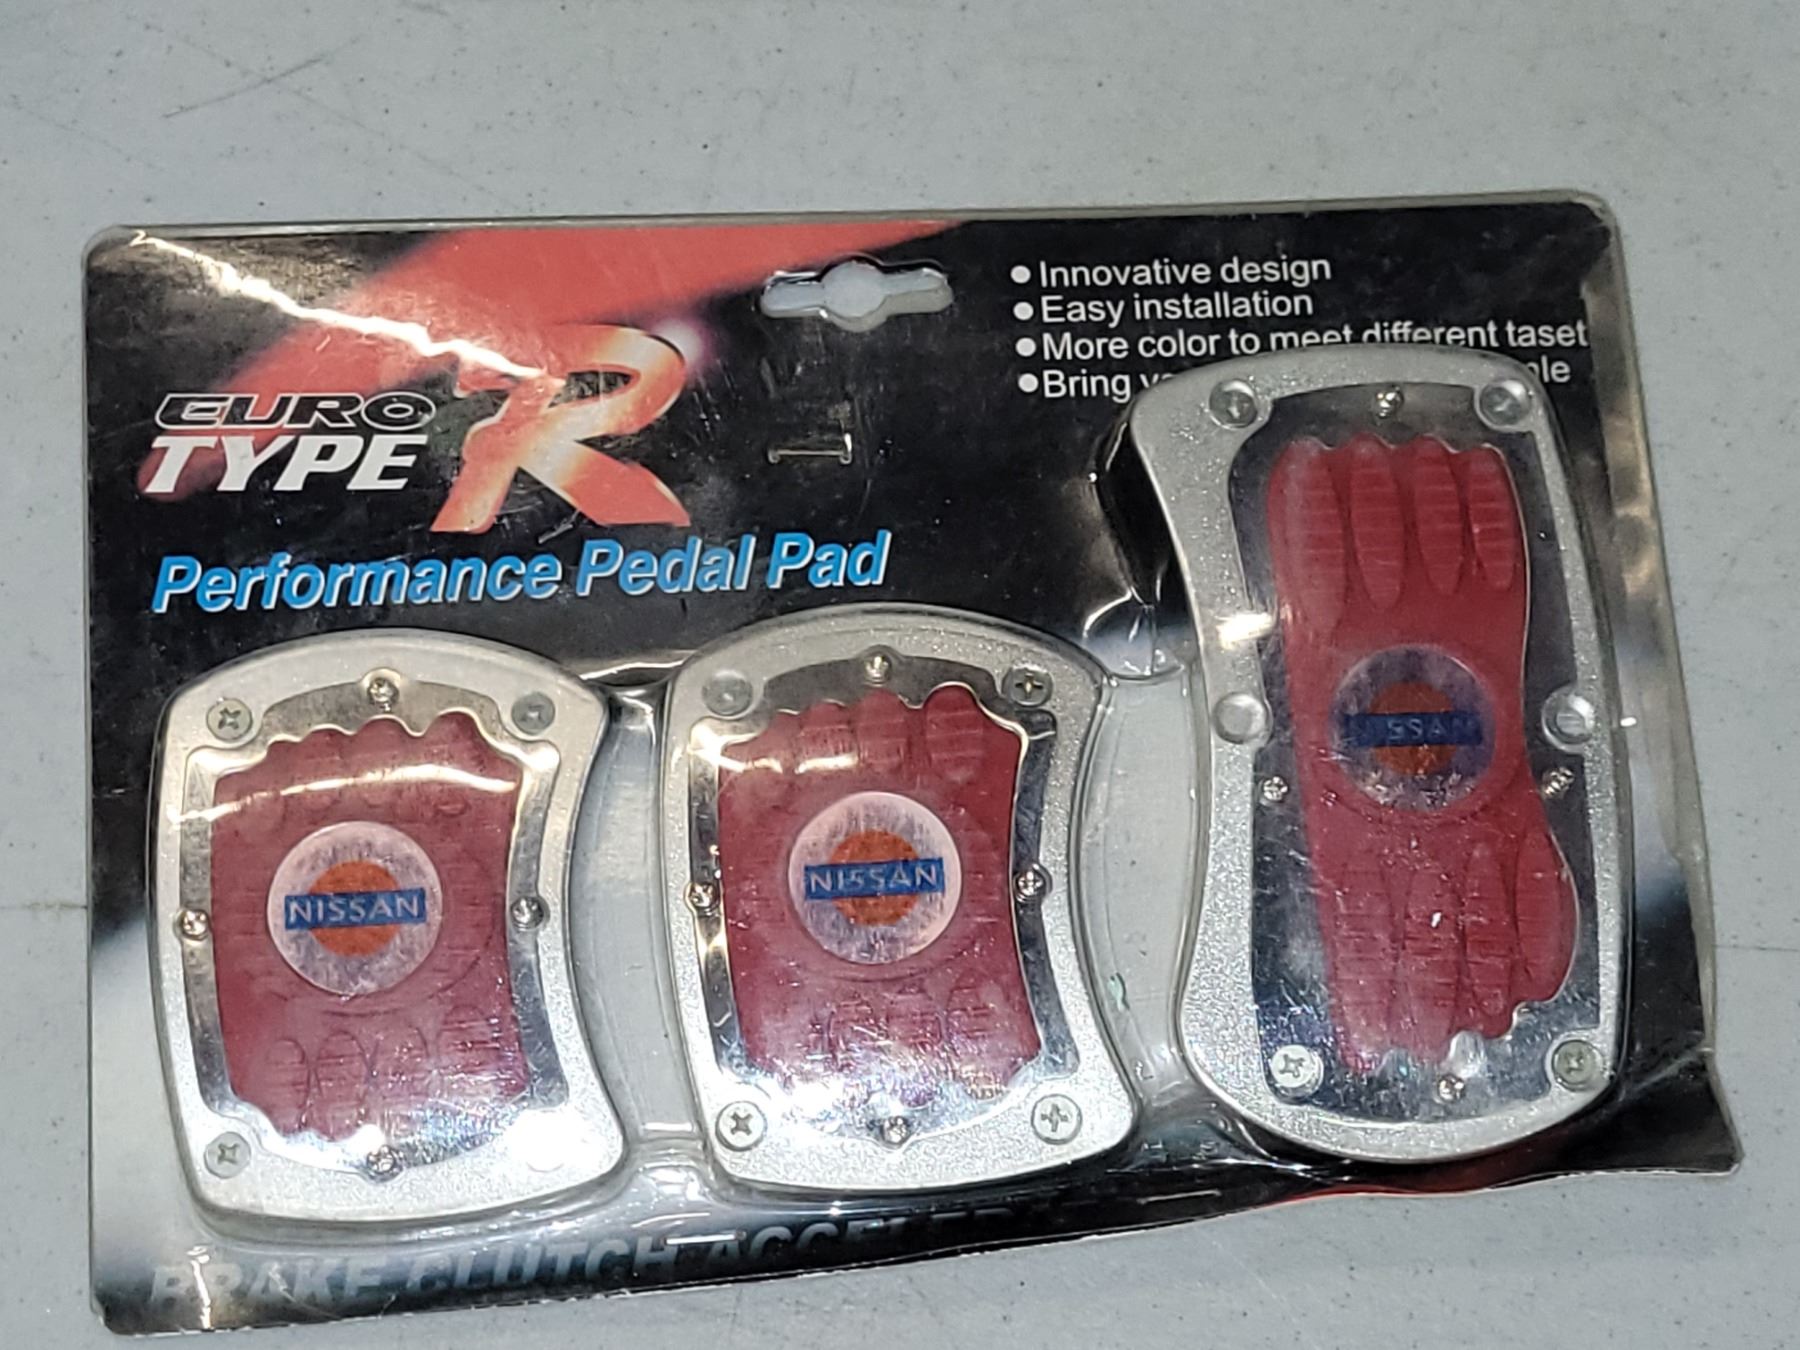 Innovative design
Easy installation
More color to meet different taset
Bring
EURO
TYPE R
Performance Pedal Pad
NISSAN
NISSAN
NISSAN
BRAKE CLUTCH